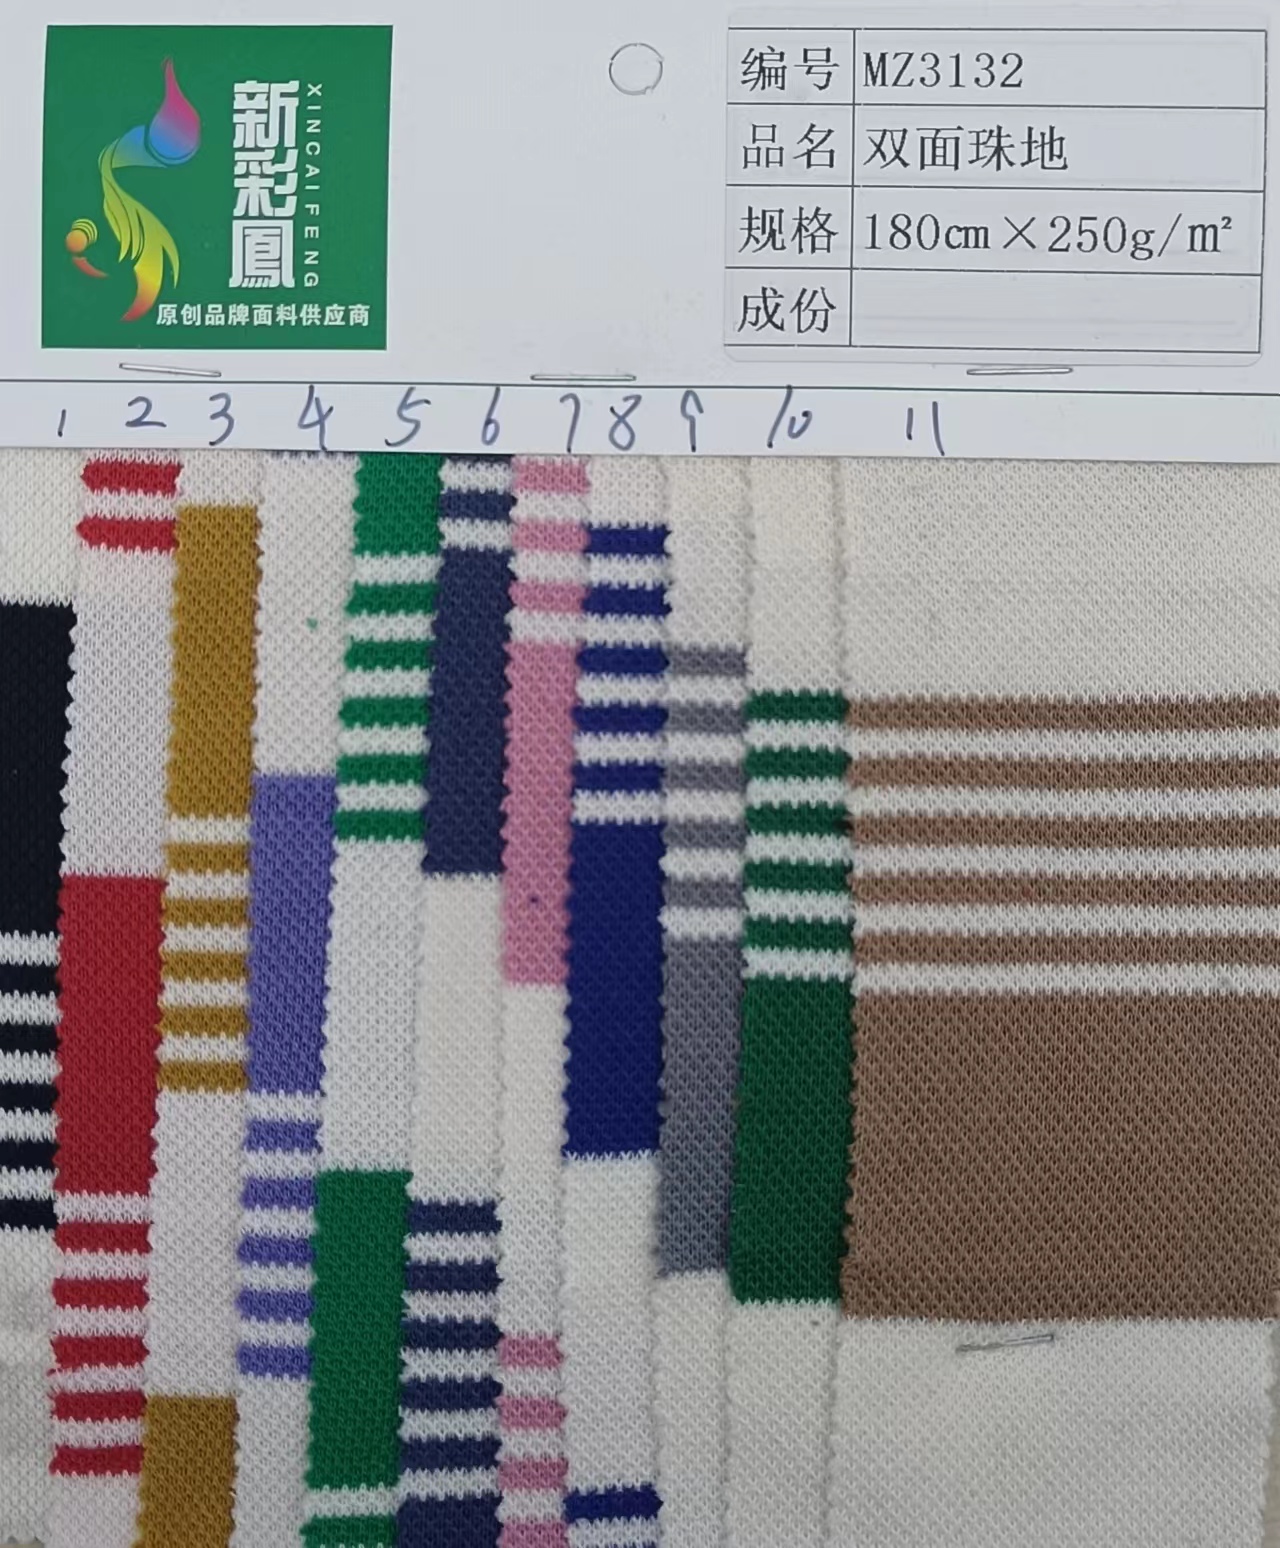 新彩鳳
XINCAIFENG
原创品牌面料供应商
编号 MZ3132
品名 双面珠地
规格 180cm×250g/m²
成份
1 2 3 4 5 6 7 8 9 10 11